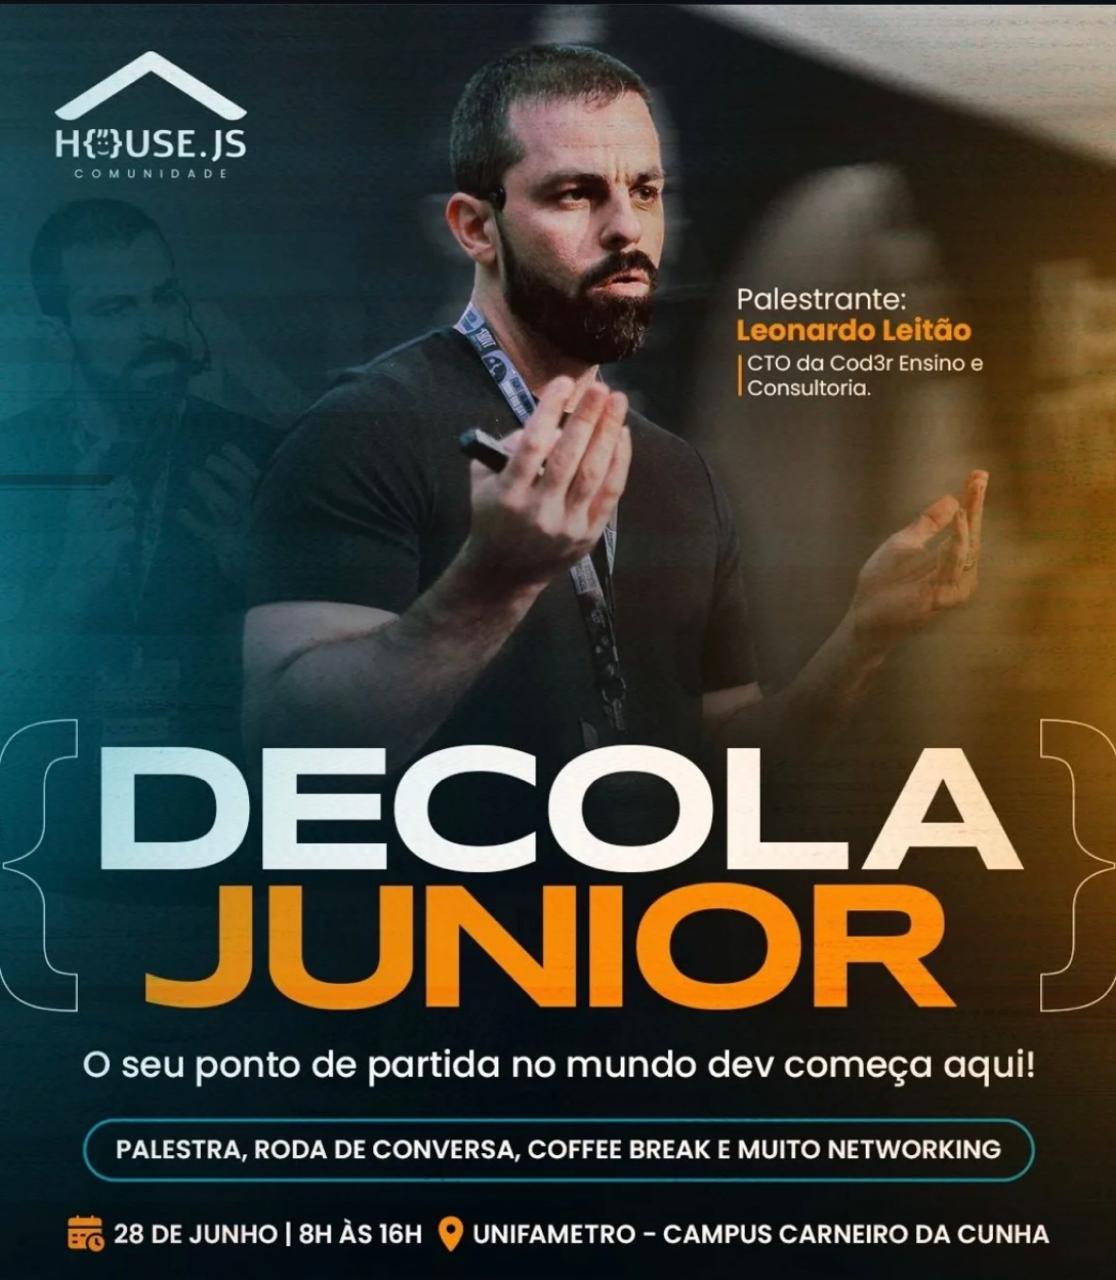 H{"}USE.JS
COMUNIDADE
Palestrante:
Leonardo Leitão
CTO da Cod3r Ensino e
Consultoria.
{DECOLA
JUNIOR}
O seu ponto de partida no mundo dev começa aqui!
PALESTRA, RODA DE CONVERSA, COFFEE BREAK E MUITO NETWORKING
28 DE JUNHO | 8H ÀS 16H UNIFAMETRO - CAMPUS CARNEIRO DA CUNHA